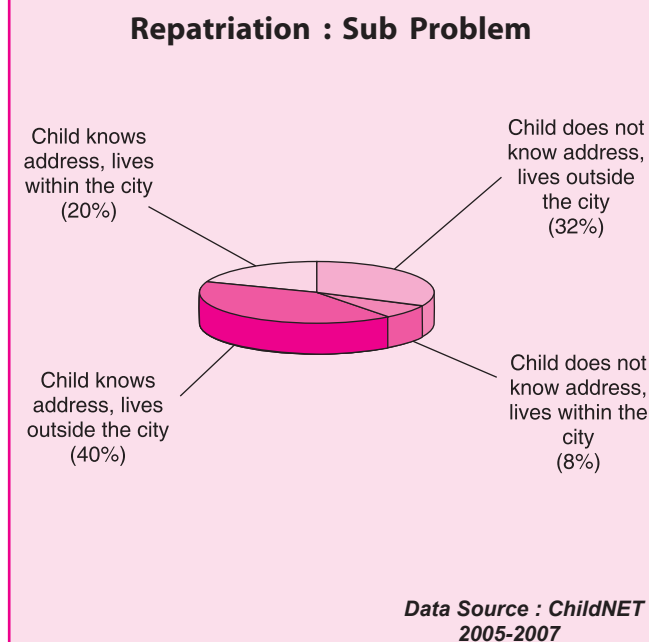 Repatriation : Sub Problem
Child knows
address, lives
within the city
(20%)
Child does not
know address,
lives outside
the city
(32%)
Child knows
address, lives
outside the city
(40%)
Child does not
know address,
lives within the
city
(8%)
Data Source : ChildNET
2005-2007